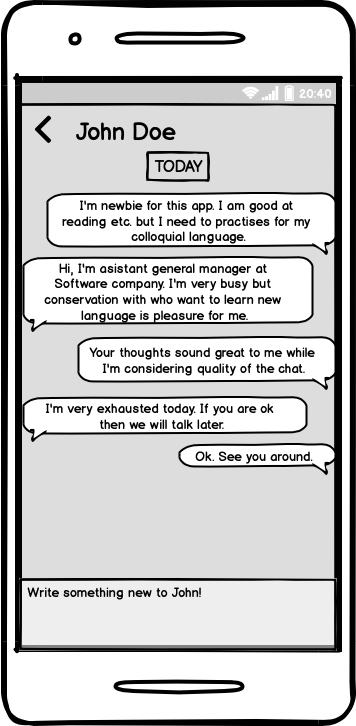 20:40
John Doe
TODAY
I'm newbie for this app. I am good at
reading etc. but I need to practises for my
colloquial language.
Hi, I'm asistant general manager at
Software company. I'm very busy but
conservation with who want to learn new
language is pleasure for me.
Your thoughts sound great to me while
I'm considering quality of the chat.
I'm very exhausted today. If you are ok
then we will talk later.
Ok. See you around.
Write something new to John!